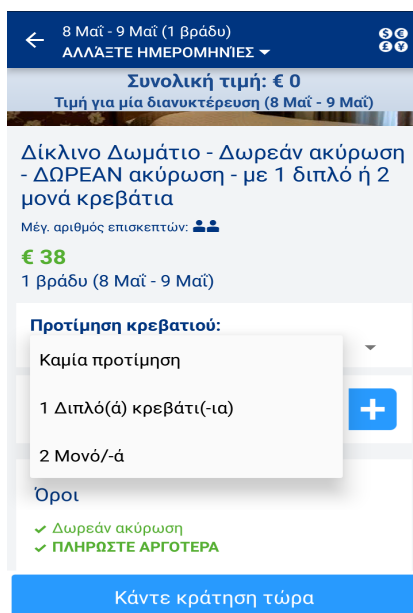 8 Μαΐ - 9 Μαΐ (1 βράδυ)
ΑΛΛΆΞΤΕ ΗΜΕΡΟΜΗΝΊΕΣ
$ €
£ ¥
Συνολική τιμή: € 0
Τιμή για μία διανυκτέρευση (8 Μαΐ - 9 Μαΐ)
Δίκλινο Δωμάτιο - Δωρεάν ακύρωση
- ΔΩΡΕΑΝ ακύρωση - με 1 διπλό ή 2
μονά κρεβάτια
Μέγ. αριθμός επισκεπτών:
€ 38
1 βράδυ (8 Μαΐ - 9 Μαΐ)
Προτίμηση κρεβατιού:
Καμία προτίμηση
1 Διπλό(ά) κρεβάτι(-ια)
2 Μονό/-ά
Όροι
Δωρεάν ακύρωση
ΠΛΗΡΩΣΤΕ ΑΡΓΟΤΕΡΑ
Κάντε κράτηση τώρα